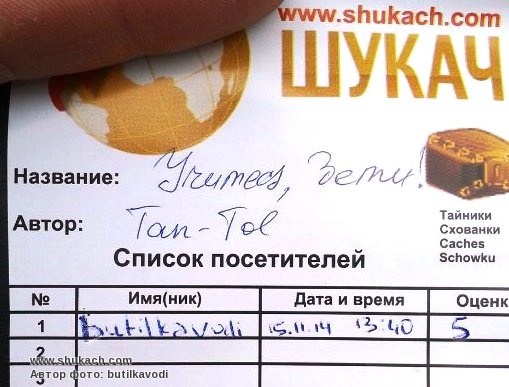 www.shukach.com
ШУКАЧ
Название: Учитесь, Дети!
Автор: Tan-Tol
Тайники
Схованки
Caches
Schowku
Список посетителей
№ Имя(ник) Дата и время Оценк
1 butilkavodi 15.11.14 13:40 5
2
3
www.shukach.com
Автор фото: butilkavodi